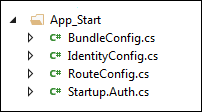 App_Start
C# BundleConfig.cs
C# IdentityConfig.cs
C# RouteConfig.cs
C# Startup.Auth.cs